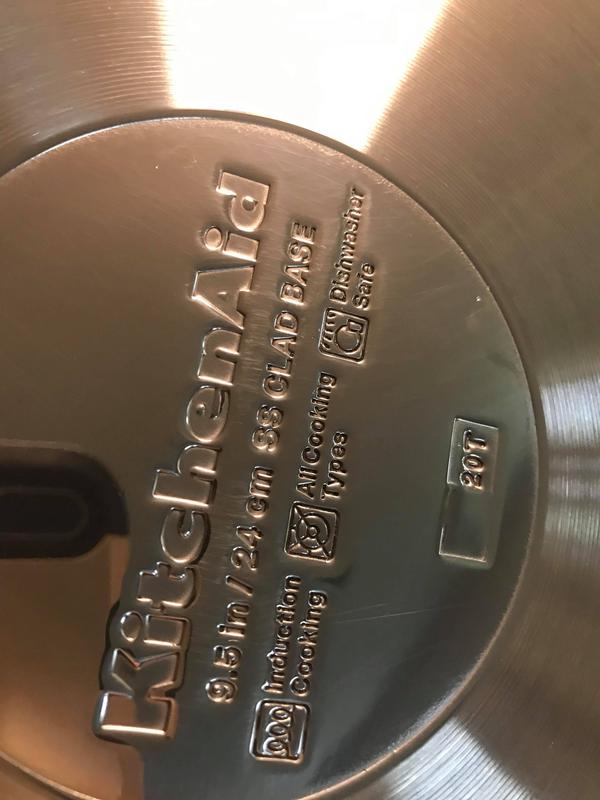 KitchenAid
9.5 in / 24 cm SS CLAD BASE
Induction
Cooking
All Cooking
Types
Dishwasher
Safe
20T